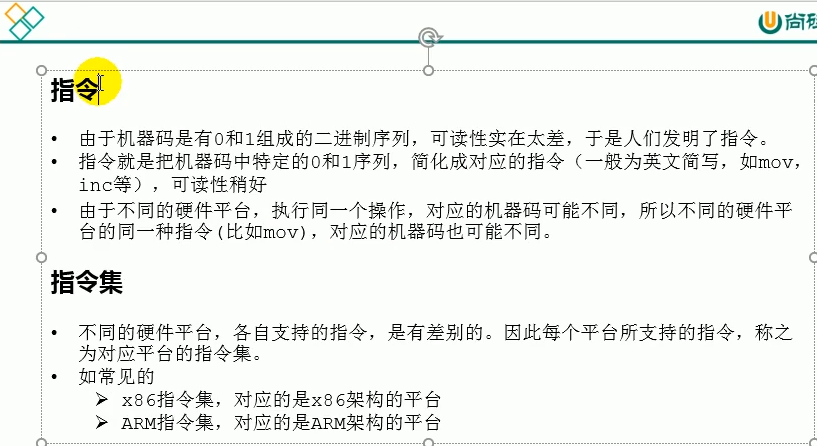 尚硅
指令
• 由于机器码是有0和1组成的二进制序列，可读性实在太差，于是人们发明了指令。
• 指令就是把机器码中特定的0和1序列，简化成对应的指令（一般为英文简写，如mov，
inc等），可读性稍好
• 由于不同的硬件平台，执行同一个操作，对应的机器码可能不同，所以不同的硬件平
台的同一种指令(比如mov)，对应的机器码也可能不同。
指令集
• 不同的硬件平台，各自支持的指令，是有差别的。因此每个平台所支持的指令，称之
为对应平台的指令集。
• 如常见的
➢ x86指令集，对应的是x86架构的平台
➢ ARM指令集，对应的是ARM架构的平台